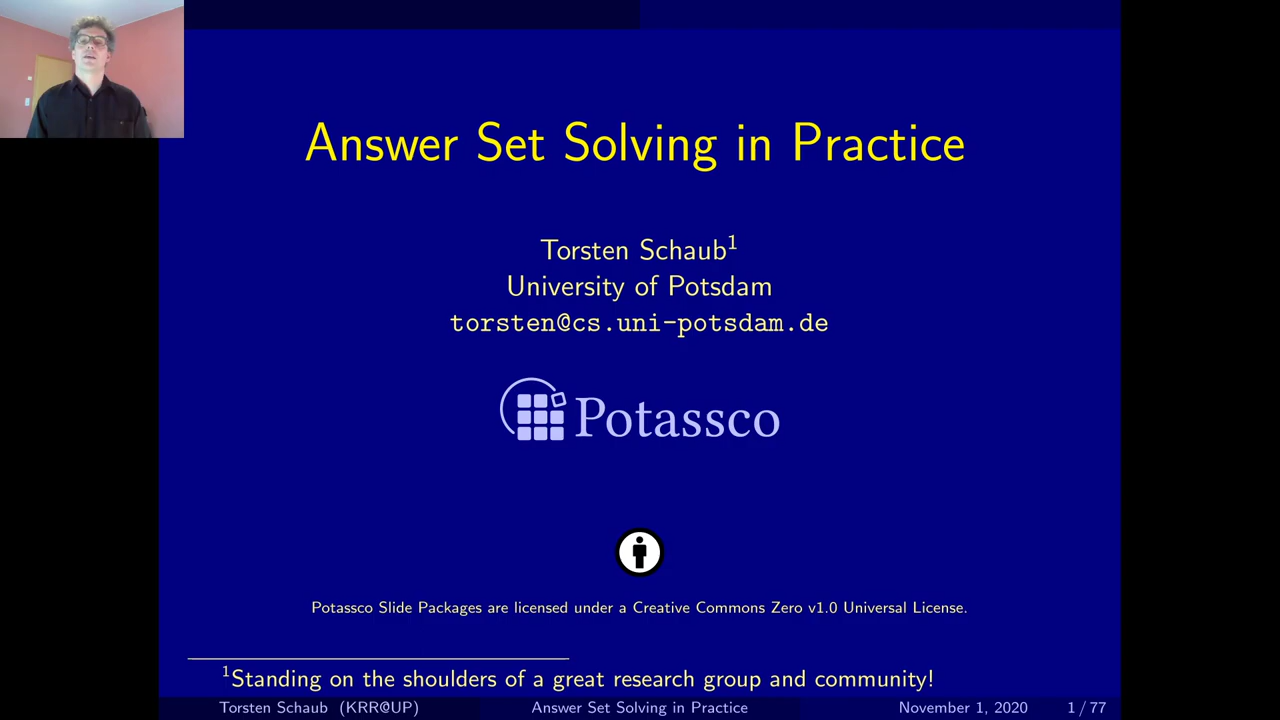 Answer Set Solving in Practice
Torsten Schaub¹
University of Potsdam
torsten@cs.uni-potsdam.de
Potassco
Potassco Slide Packages are licensed under a Creative Commons Zero v1.0 Universal License.
¹Standing on the shoulders of a great research group and community!
Torsten Schaub (KRR@UP) Answer Set Solving in Practice November 1, 2020 1 / 77